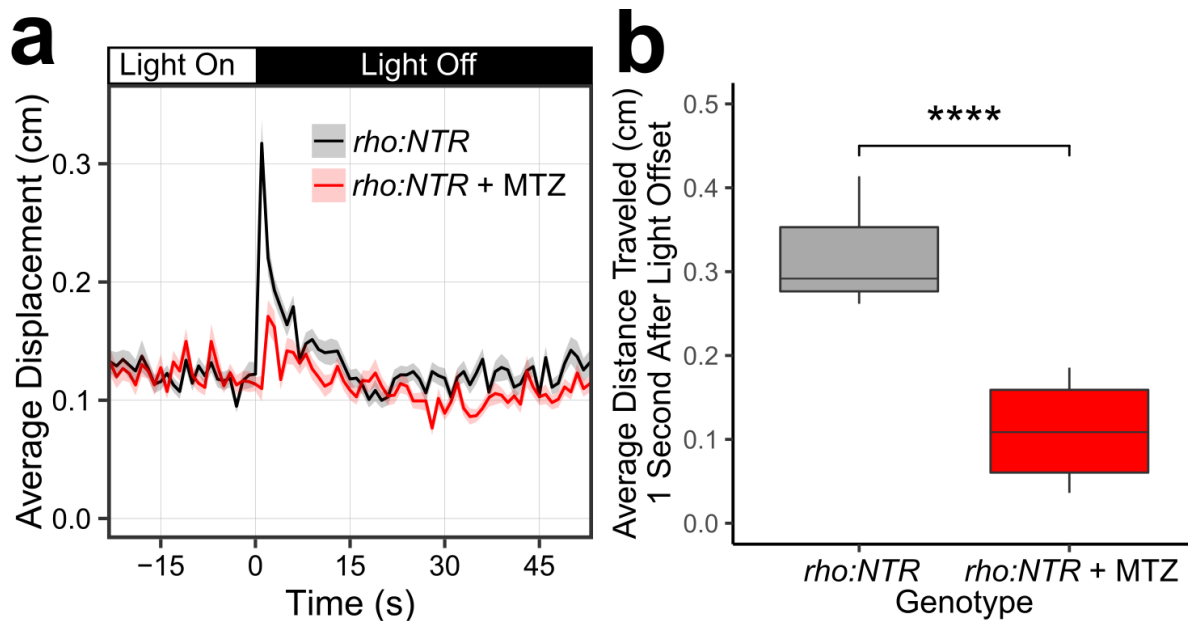 a
Light On
Light Off
Average Displacement (cm)
0.3
0.2
0.1
0.0
rho:NTR
rho:NTR + MTZ
−15
0
15
30
45
Time (s)
b
Average Distance Traveled (cm)
1 Second After Light Offset
0.5
0.4
0.3
0.2
0.1
0.0
****
rho:NTR
rho:NTR + MTZ
Genotype